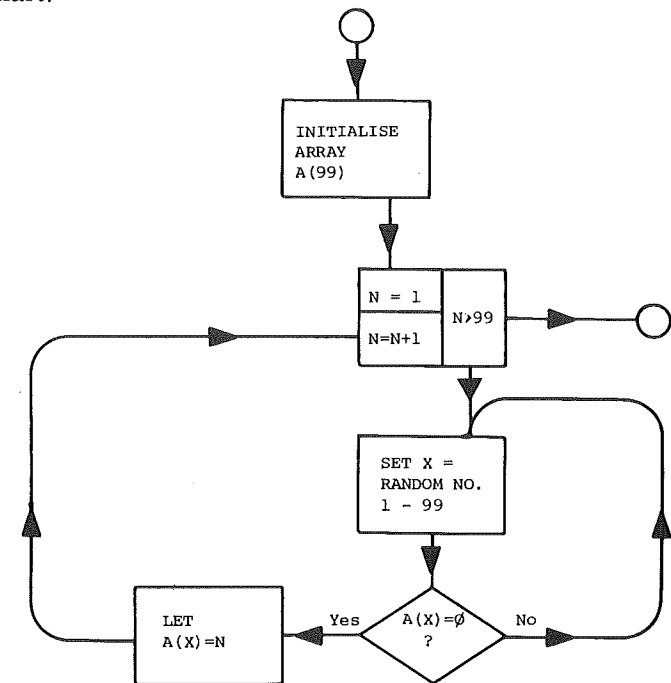 INITIALISE
ARRAY
A(99)
N = 1
N=N+1
N>99
SET X =
RANDOM NO.
1 - 99
A(X)=Ø
?
Yes
No
LET
A(X)=N